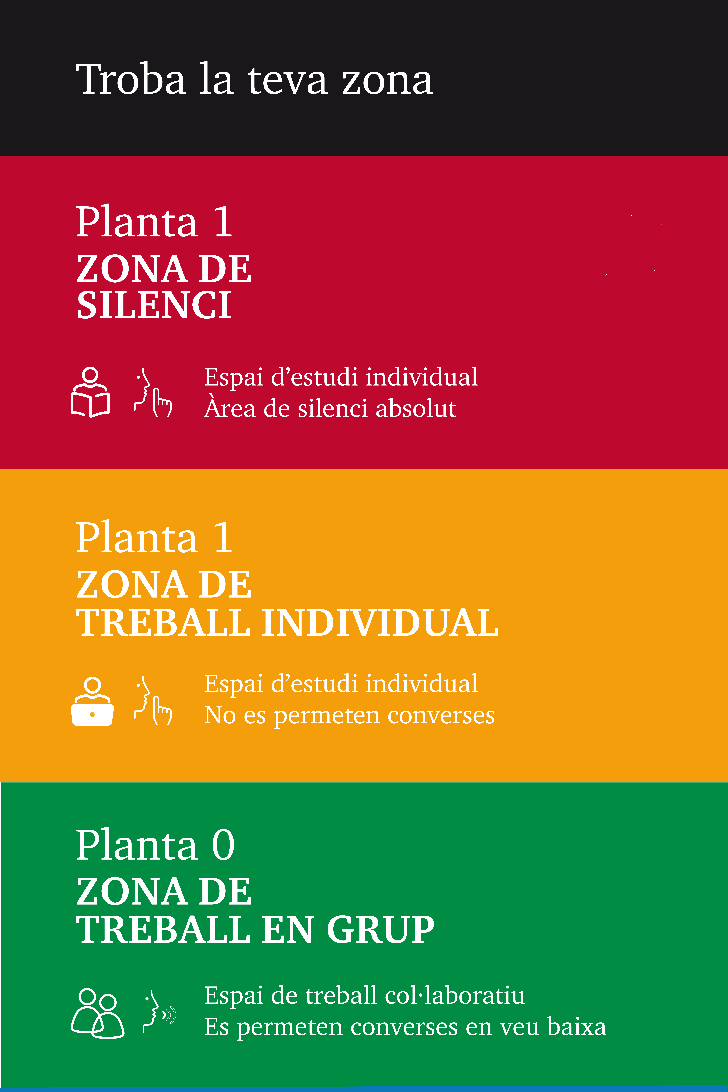 Troba la teva zona
Planta 1
ZONA DE
SILENCI
Espai d’estudi individual
Àrea de silenci absolut
Planta 1
ZONA DE
TREBALL INDIVIDUAL
Espai d’estudi individual
No es permeten converses
Planta 0
ZONA DE
TREBALL EN GRUP
Espai de treball col·laboratiu
Es permeten converses en veu baixa